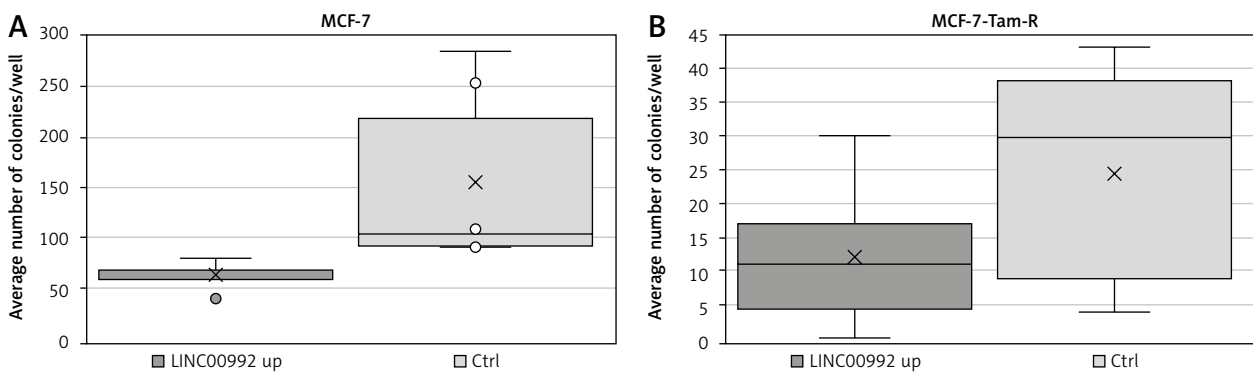 A
MCF-7
Average number of colonies/well
300
250
200
150
100
50
0
LINC00992 up
Ctrl
B
MCF-7-Tam-R
Average number of colonies/well
45
40
35
30
25
20
15
10
5
0
LINC00992 up
Ctrl